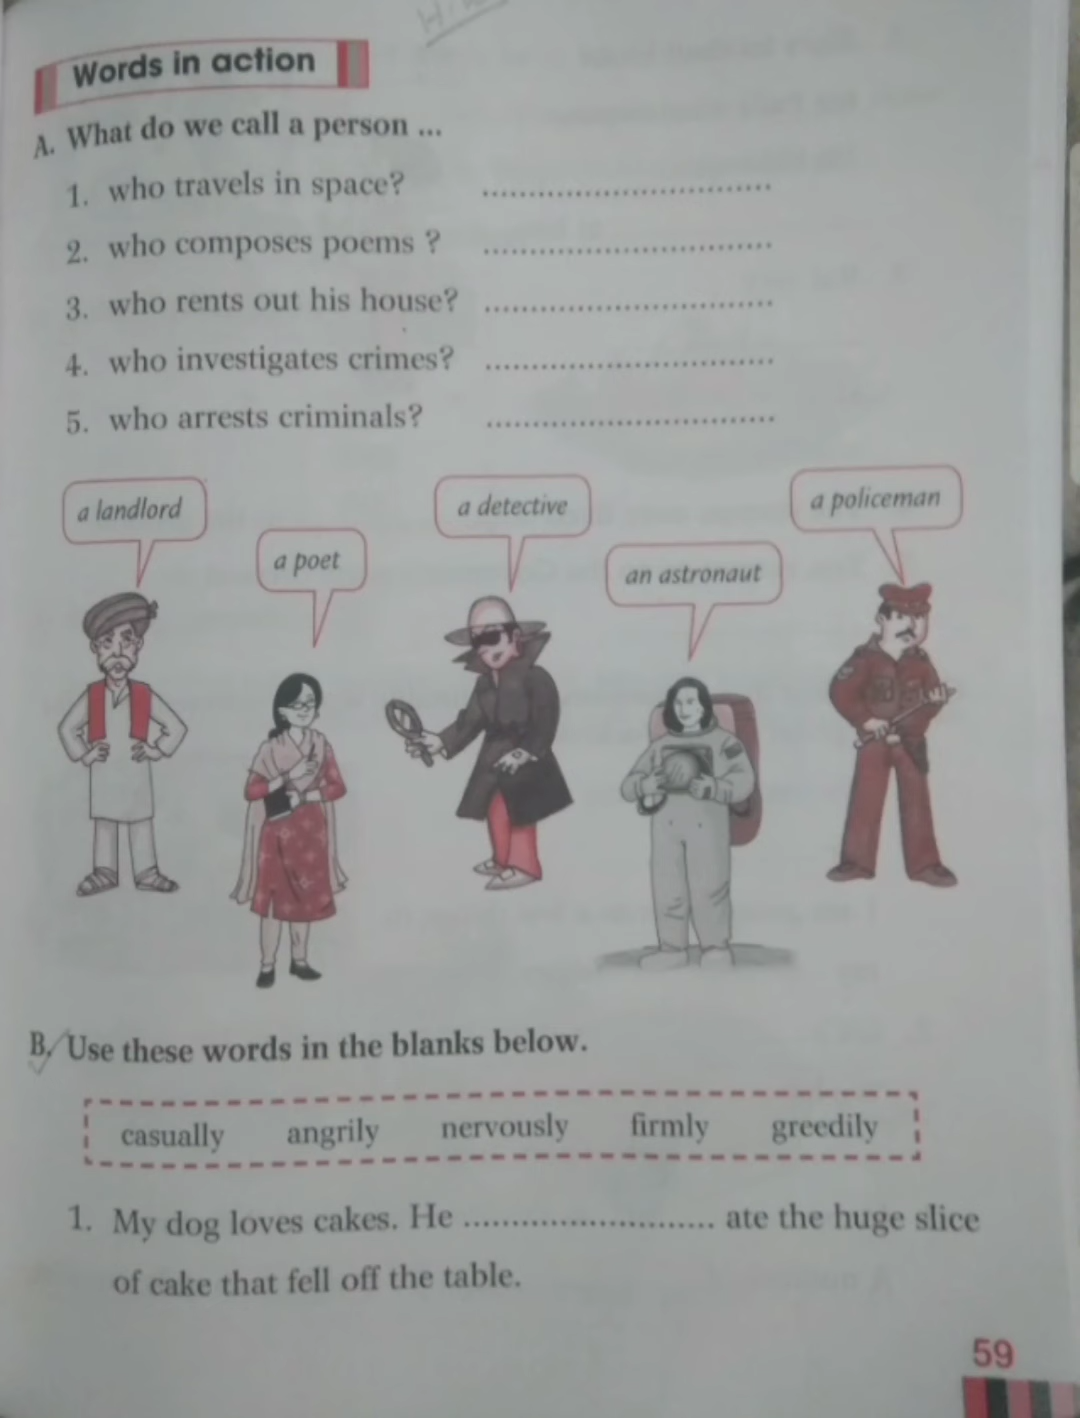 Words in action
A. What do we call a person ...
1. who travels in space? ..............................
2. who composes poems ? ..............................
3. who rents out his house? ..............................
4. who investigates crimes? ..............................
5. who arrests criminals? ..............................
a landlord
a poet
a detective
an astronaut
a policeman
B. Use these words in the blanks below.
casually angrily nervously firmly greedily
1. My dog loves cakes. He .......................... ate the huge slice
of cake that fell off the table.
59